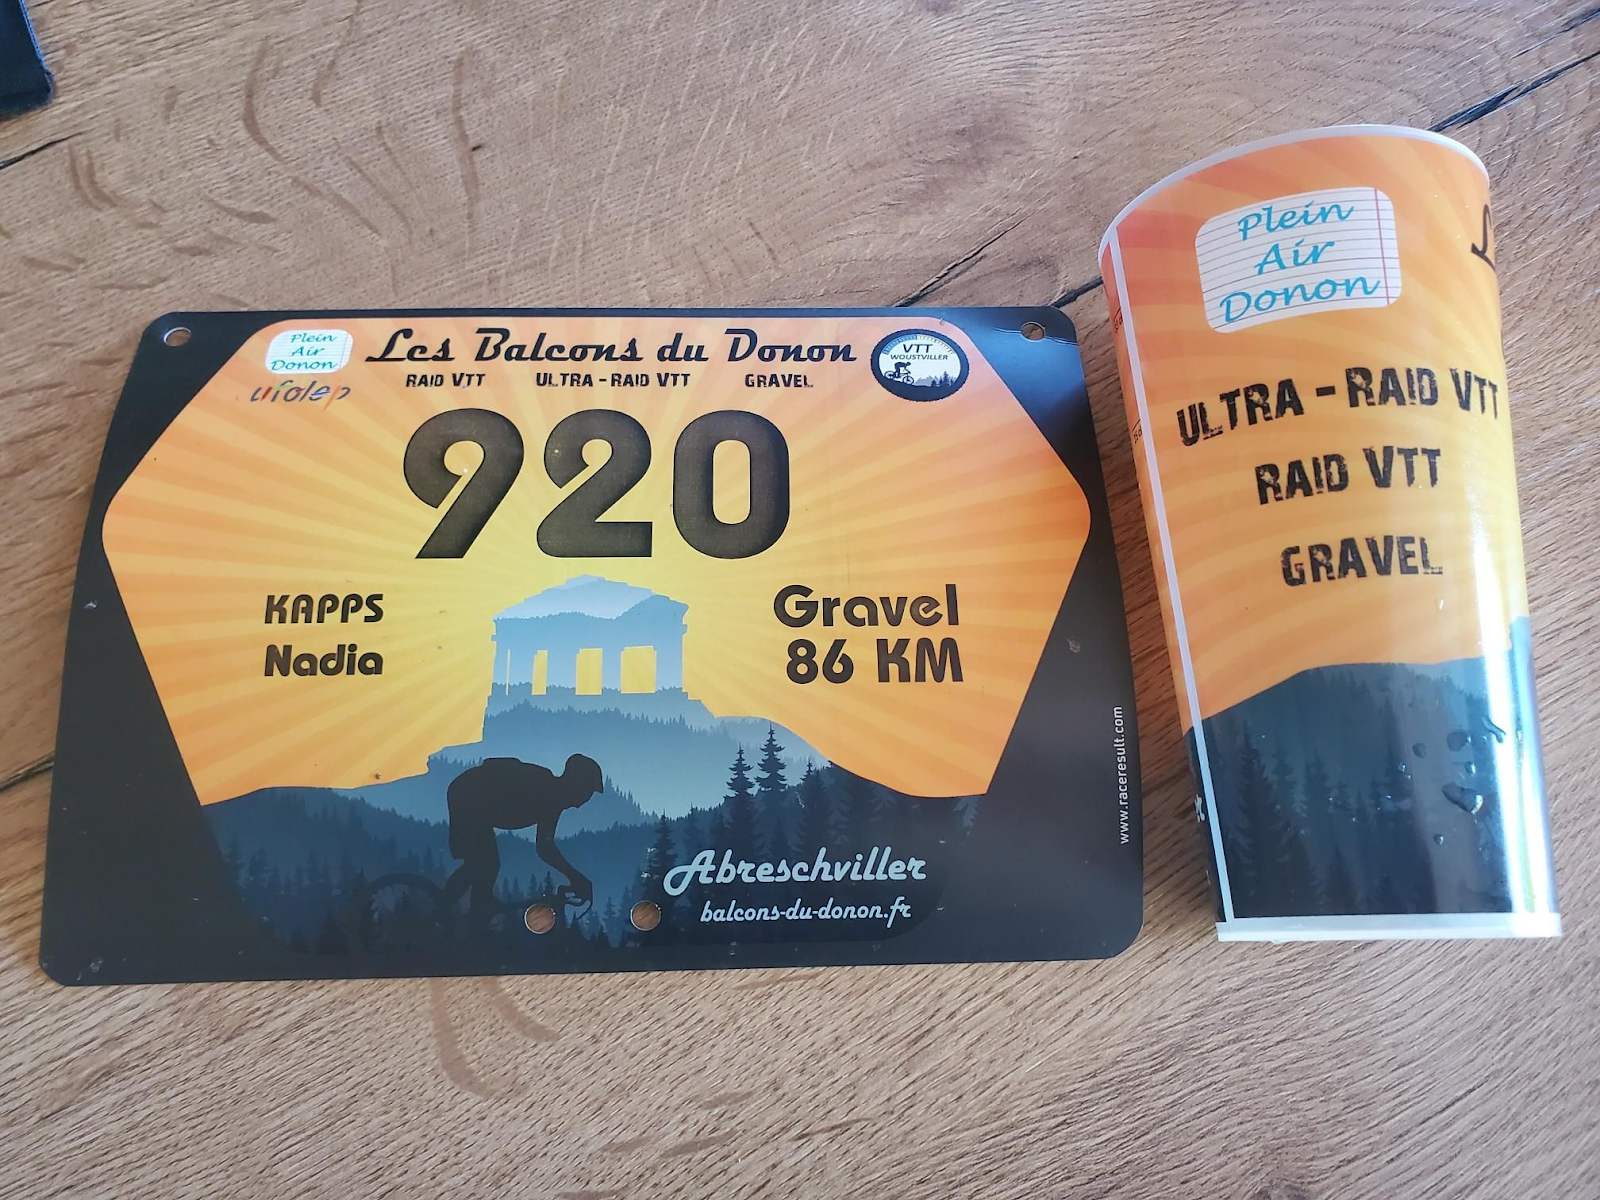 Plein
Air
Donon
ufolep
Les Balcons du Donon
RAID VTT ULTRA - RAID VTT GRAVEL
VTT
WOUSTVILLER
920
KAPPS
Nadia
Gravel
86 KM
Abreschviller
balcons-du-donon.fr
www.raceresult.com
Plein
Air
Donon
ULTRA - RAID VTT
RAID VTT
GRAVEL